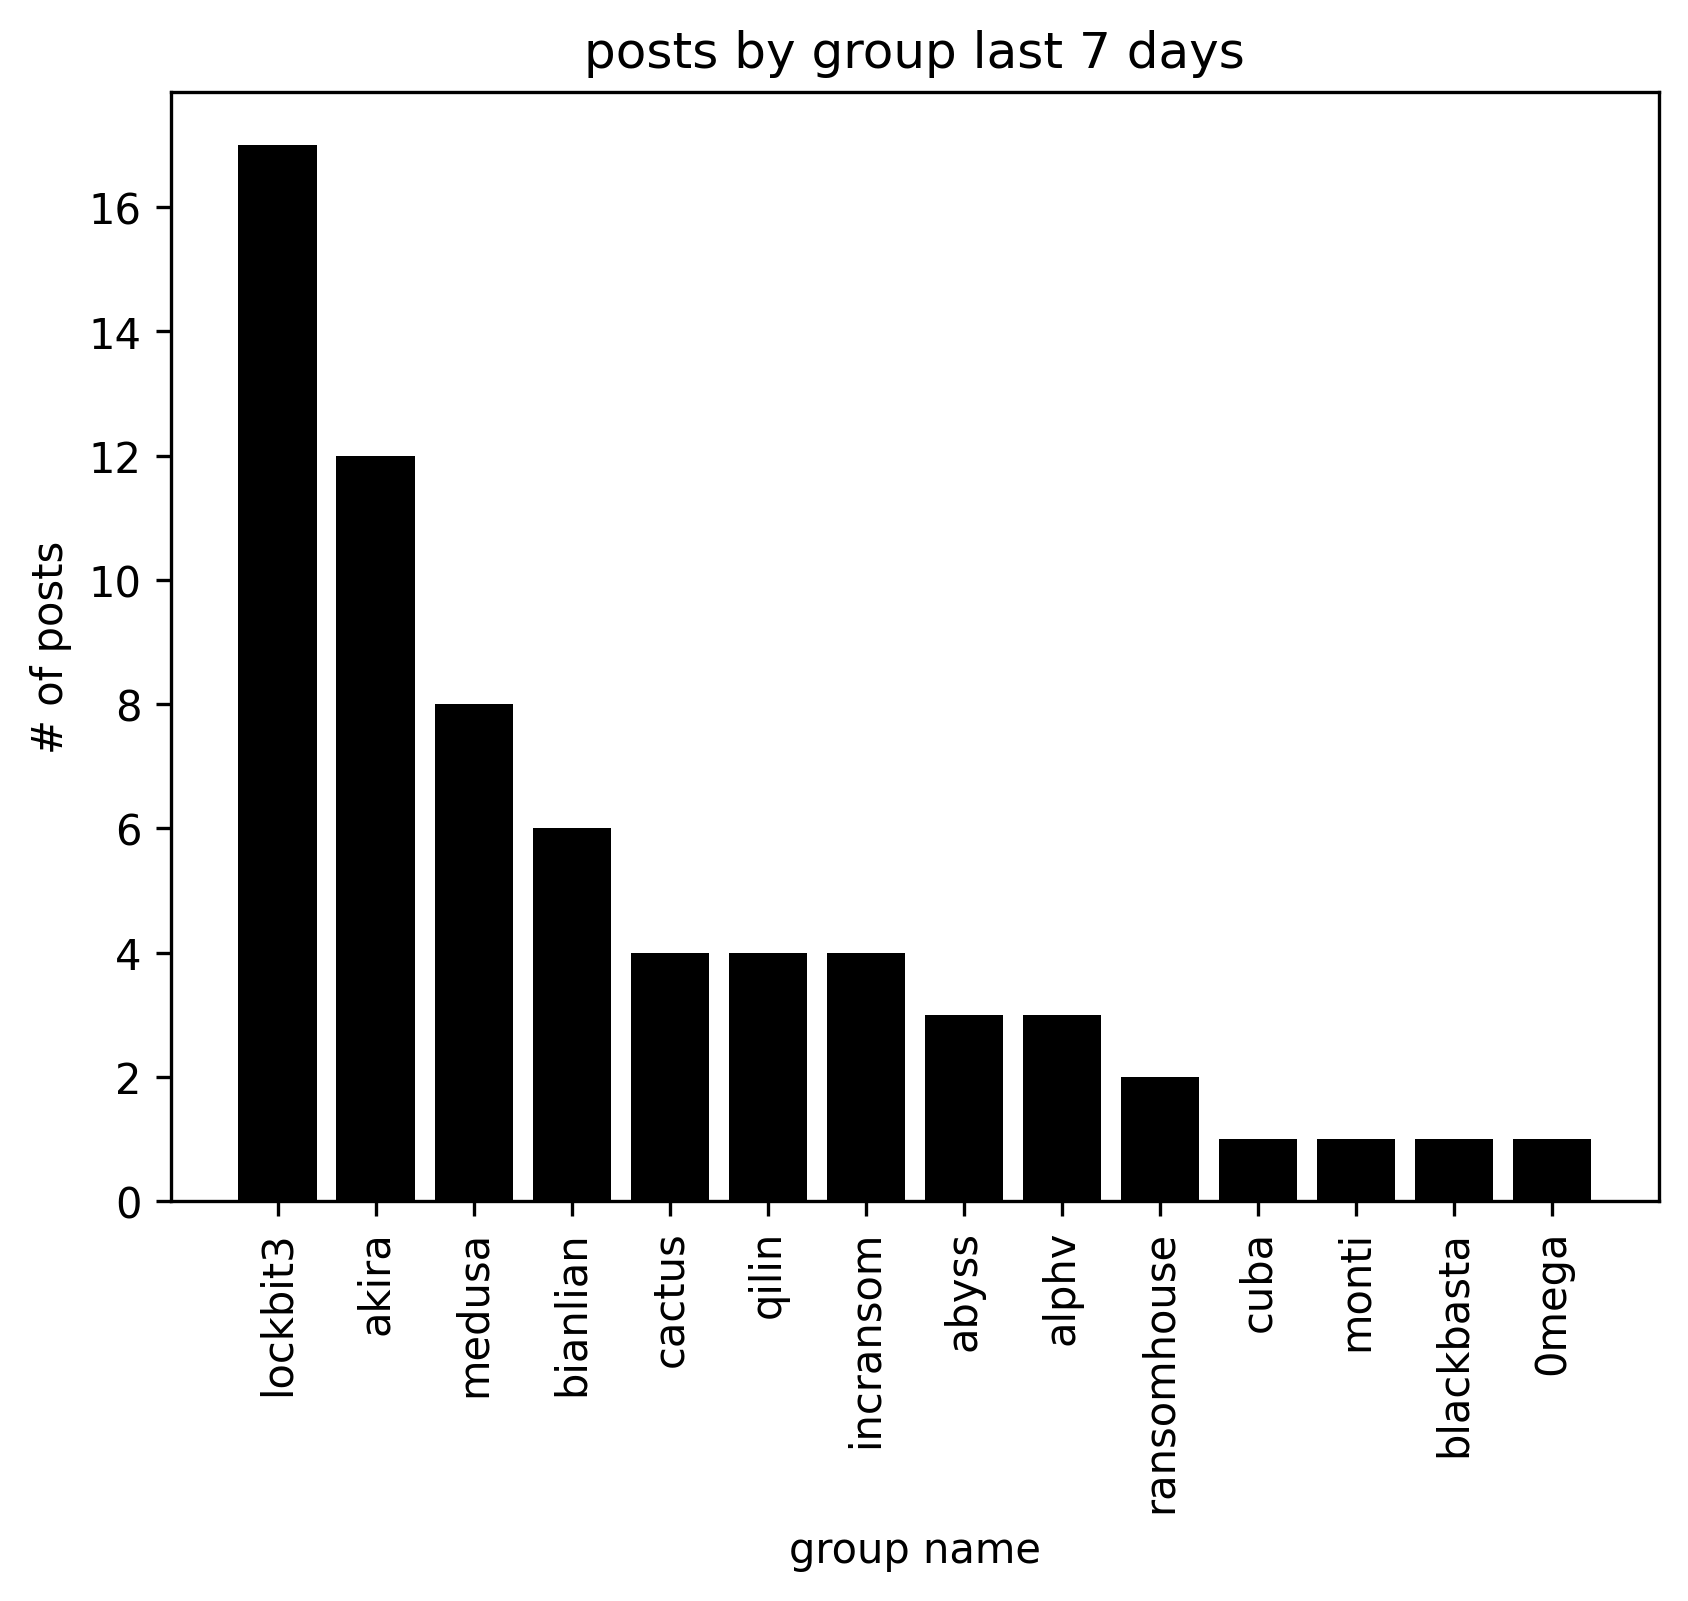 posts by group last 7 days
# of posts
16
14
12
10
8
6
4
2
0
lockbit3
akira
medusa
bianlian
cactus
qilin
incransom
abyss
alphv
ransomhouse
cuba
monti
blackbasta
0mega
group name